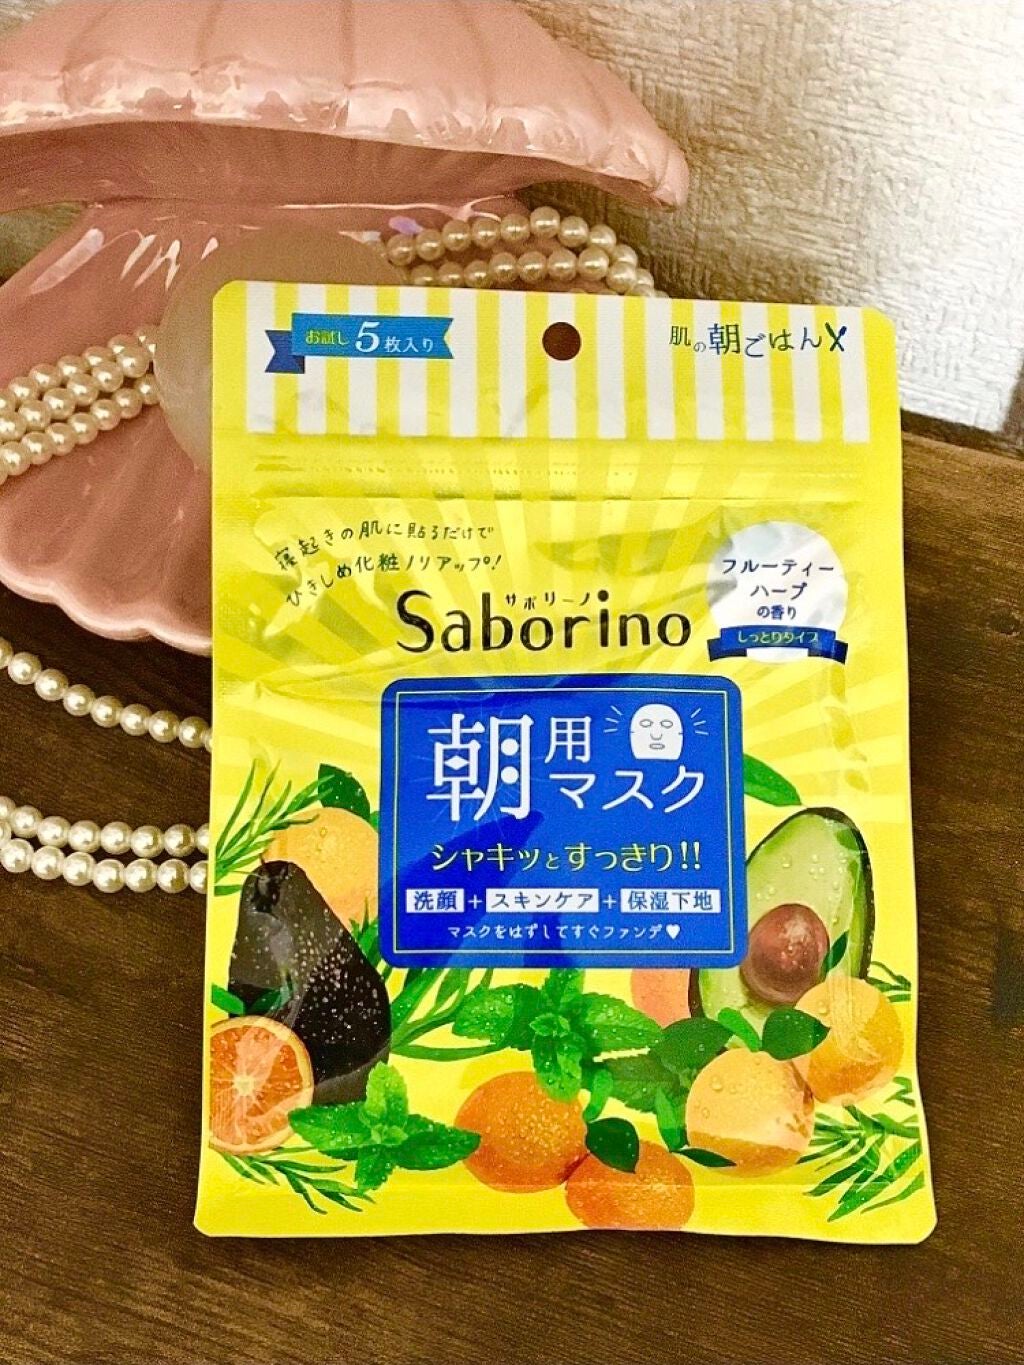 お試し5枚入り
肌の朝ごはん
寝起きの肌に貼るだけで
ひきしめ化粧ノリアップ!
サボリーノ
Saborino
フルーティー
ハーブ
の香り
しっとりタイプ
朝用
マスク
シャキッとすっきり!!
洗顔+スキンケア+保湿下地
マスクをはずしてすぐファンデ♥